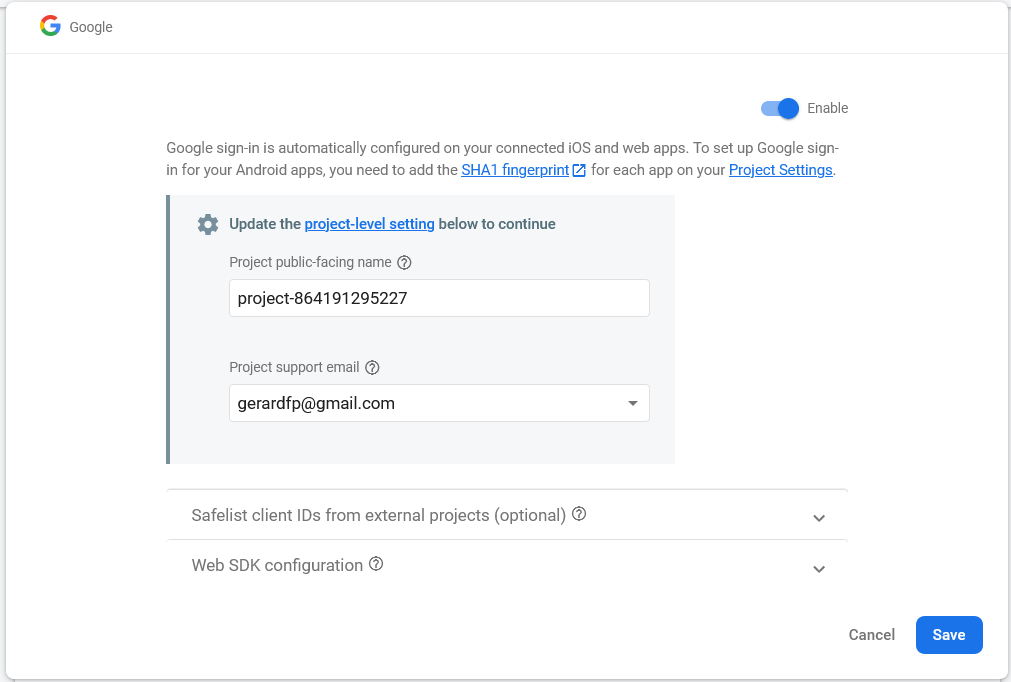 Google
Enable
Google sign-in is automatically configured on your connected iOS and web apps. To set up Google sign-
in for your Android apps, you need to add the SHA1 fingerprint for each app on your Project Settings.
Update the project-level setting below to continue
Project public-facing name
project-864191295227
Project support email
gerardfp@gmail.com
Safelist client IDs from external projects (optional)
Web SDK configuration
Cancel Save